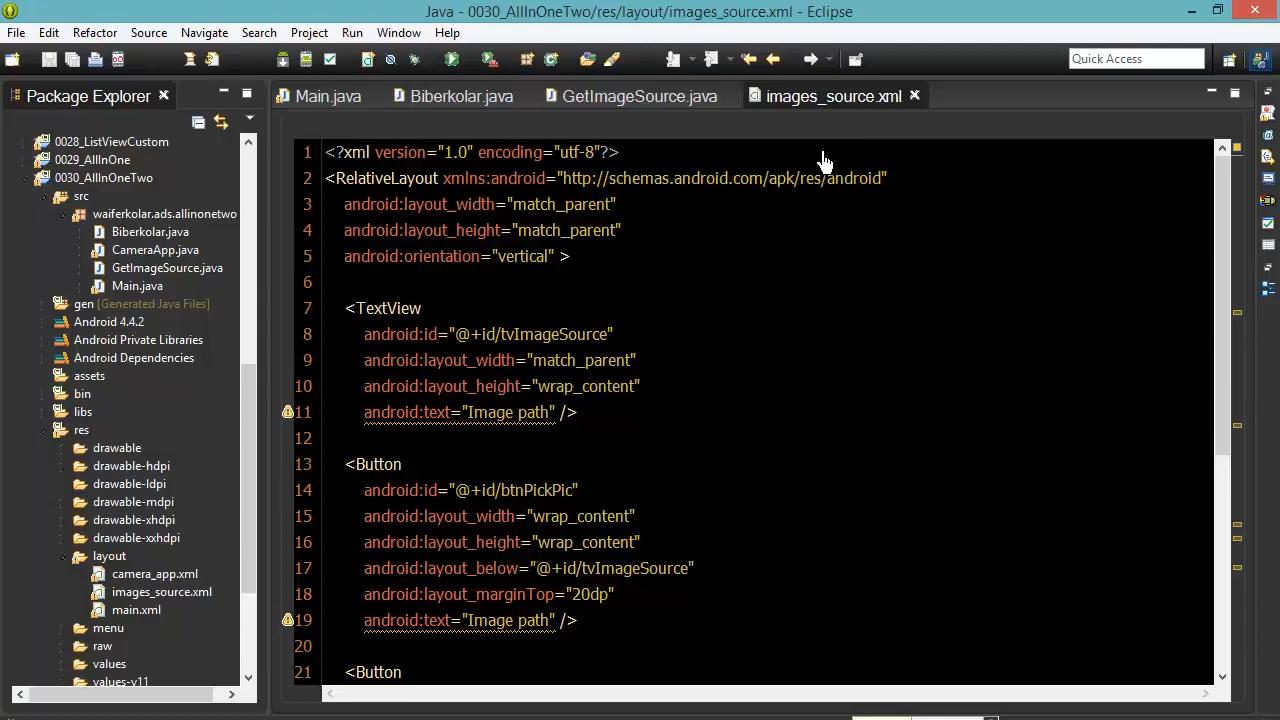 Java - 0030_AllInOneTwo/res/layout/images_source.xml - Eclipse
File Edit Refactor Source Navigate Search Project Run Window Help
Quick Access
Package Explorer
Main.java Biberkolar.java GetImageSource.java images_source.xml
0028_ListViewCustom
0029_AllInOne
0030_AllInOneTwo
src
waiferkolar.ads.allinonetwo
Biberkolar.java
CameraApp.java
GetImageSource.java
Main.java
gen [Generated Java Files]
Android 4.4.2
Android Private Libraries
Android Dependencies
assets
bin
libs
res
drawable
drawable-hdpi
drawable-ldpi
drawable-mdpi
drawable-xhdpi
drawable-xxhdpi
layout
camera_app.xml
images_source.xml
main.xml
menu
raw
values
values-v11
1 <?xml version="1.0" encoding="utf-8"?>
2 <RelativeLayout xmlns:android="http://schemas.android.com/apk/res/android"
3 android:layout_width="match_parent"
4 android:layout_height="match_parent"
5 android:orientation="vertical" >
6
7 <TextView
8 android:id="@+id/tvImageSource"
9 android:layout_width="match_parent"
10 android:layout_height="wrap_content"
11 android:text="Image path" />
12
13 <Button
14 android:id="@+id/btnPickPic"
15 android:layout_width="wrap_content"
16 android:layout_height="wrap_content"
17 android:layout_below="@+id/tvImageSource"
18 android:layout_marginTop="20dp"
19 android:text="Image path" />
20
21 <Button